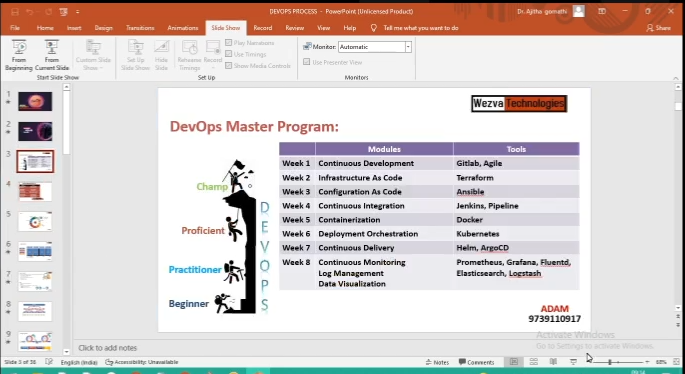 DEVOPS PROCESS - PowerPoint (Unlicensed Product)
Dr. Ajitha gomathi
File Home Insert Design Transitions Animations Slide Show Record Review View Help Tell me what you want to do
Share
From Beginning
From Current Slide
Custom Slide Show
Set Up Slide Show
Hide Slide
Rehearse Timings
Record
Play Narrations
Use Timings
Show Media Controls
Monitor: Automatic
Use Presenter View
Start Slide Show
Set Up
Monitors
1
2
3
4
5
6
7
8
9
Wezva Technologies
DevOps Master Program:
Champ
Proficient
Practitioner
Beginner
D
E
V
O
P
S
Modules Tools
Week 1 Continuous Development Gitlab, Agile
Week 2 Infrastructure As Code Terraform
Week 3 Configuration As Code Ansible
Week 4 Continuous Integration Jenkins, Pipeline
Week 5 Containerization Docker
Week 6 Deployment Orchestration Kubernetes
Week 7 Continuous Delivery Helm, ArgoCD
Week 8 Continuous Monitoring Prometheus, Grafana, Fluentd,
Log Management Elasticsearch, Logstash
Data Visualization
ADAM
9739110917
Activate Windows
Go to Settings to activate Windows.
Click to add notes
Slide 3 of 38 English (India) Accessibility: Unavailable Notes Comments 68%